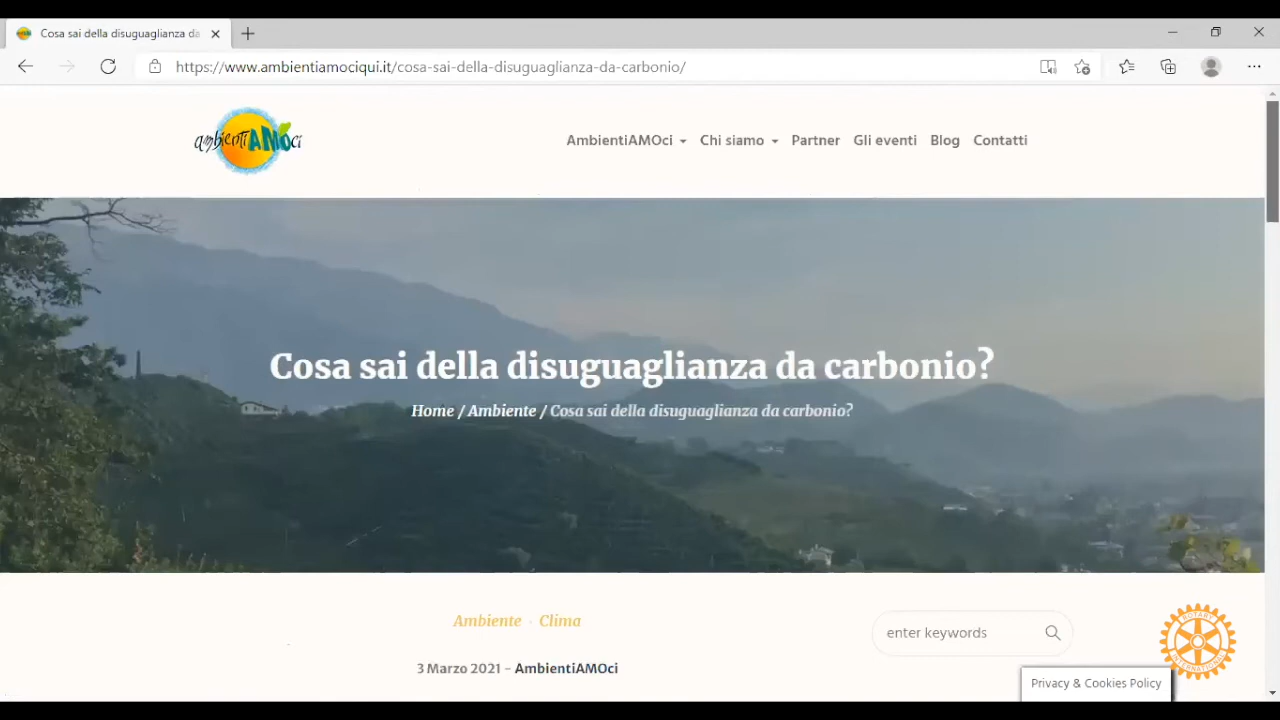 Cosa sai della disuguaglianza da
https://www.ambientiamociqui.it/cosa-sai-della-disuguaglianza-da-carbonio/
ambientiAMOci
AmbientiAMOci Chi siamo Partner Gli eventi Blog Contatti
Cosa sai della disuguaglianza da carbonio?
Home / Ambiente / Cosa sai della disuguaglianza da carbonio?
Ambiente · Clima
enter keywords
3 Marzo 2021 - AmbientiAMOci
ROTARY
INTERNATIONAL
Privacy & Cookies Policy